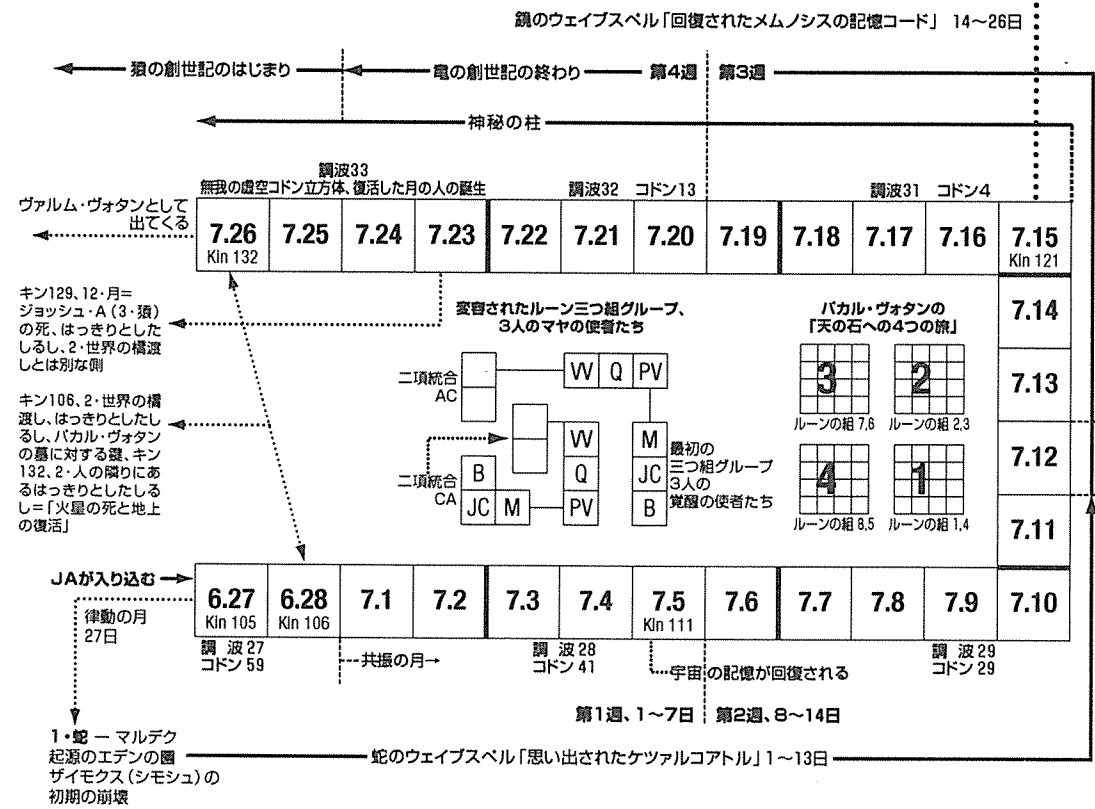 鏡のウェイブスペル「回復されたメムノシスの記憶コード」 14〜26日
狼の創世記のはじまり
竜の創世記の終わり
第4週
第3週
神秘の柱
調波33
無我の虚空コドン立方体、復活した月の人の誕生
調波32 コドン13
調波31 コドン4
ヴァルム・ヴォタンとして
出てくる
7.26
Kin 132
7.25
7.24
7.23
7.22
7.21
7.20
7.19
7.18
7.17
7.16
7.15
Kin 121
7.14
7.13
7.12
7.11
キン129、12・月=
ジョッシュ・A(3・猿)
の死、はっきりとした
しるし、2・世界の橋渡
しとは別な側
キン106、2・世界の橋
渡し、はっきりとしたし
るし、パカル・ヴォタン
の墓に対する鍵、キン
132、2・人の隣りにあ
るはっきりとしたしる
し=「火星の死と地上
の復活」
変容されたルーン三つ組グループ、
3人のマヤの使者たち
二項統合
AC
VV Q PV
VV
Q
PV
二項統合
CA
B
JC M
M
JC
B
最初の
三つ組グループ
3人の
覚醒の使者たち
パカル・ヴォタンの
「天の石への4つの旅」
3
2
ルーンの組 7,6
ルーンの組 2,3
4
1
ルーンの組 8,5
ルーンの組 1,4
JAが入り込む
6.27
Kin 105
6.28
Kin 106
7.1
7.2
7.3
7.4
7.5
Kin 111
7.6
7.7
7.8
7.9
7.10
律動の月
27日
調 波 27
コドン 59
共振の月→
調 波 28
コドン 41
宇宙の記憶が回復される
調 波 29
コドン 29
第1週、1〜7日
第2週、8〜14日
1・蛇 ー マルデク
起源のエデンの園
ザイモクス(シモシュ)の
初期の崩壊
蛇のウェイブスペル「思い出されたケツァルコアトル」1〜13日